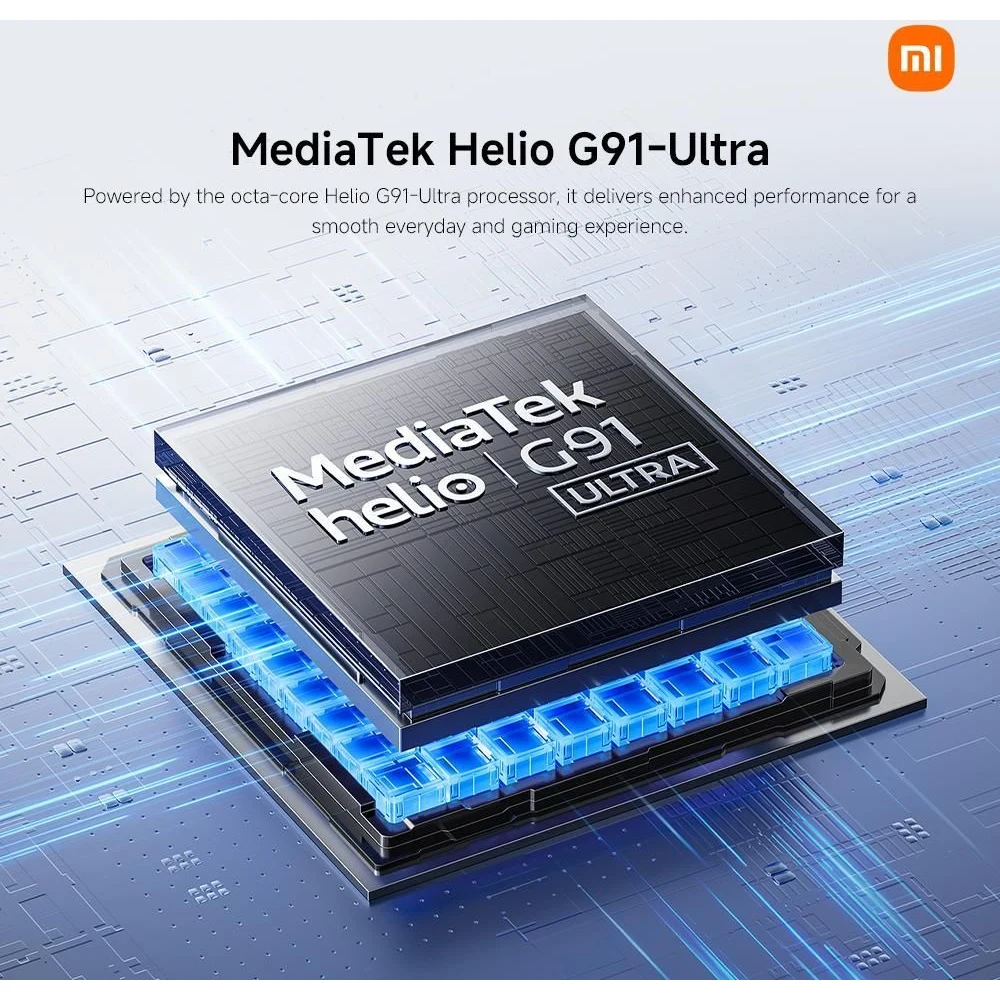 mi
MediaTek Helio G91-Ultra
Powered by the octa-core Helio G91-Ultra processor, it delivers enhanced performance for a
smooth everyday and gaming experience.
MediaTek
helio | G91
ULTRA